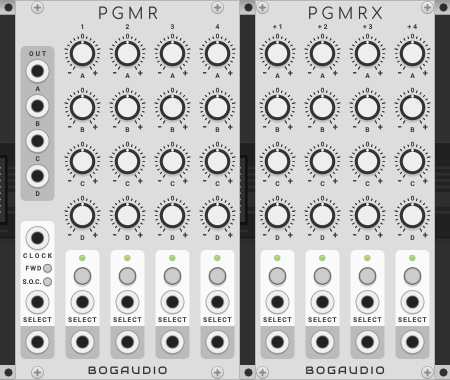 PGMR
PGMRX
1 2 3 4
+1 +2 +3 +4
OUT
A
B
C
D
- A + - A + - A + - A +
- A + - A + - A + - A +
- B + - B + - B + - B +
- B + - B + - B + - B +
- C + - C + - C + - C +
- C + - C + - C + - C +
- D + - D + - D + - D +
- D + - D + - D + - D +
CLOCK
FWD
S.O.C.
SELECT SELECT SELECT SELECT SELECT
SELECT SELECT SELECT SELECT
BOGAUDIO
BOGAUDIO